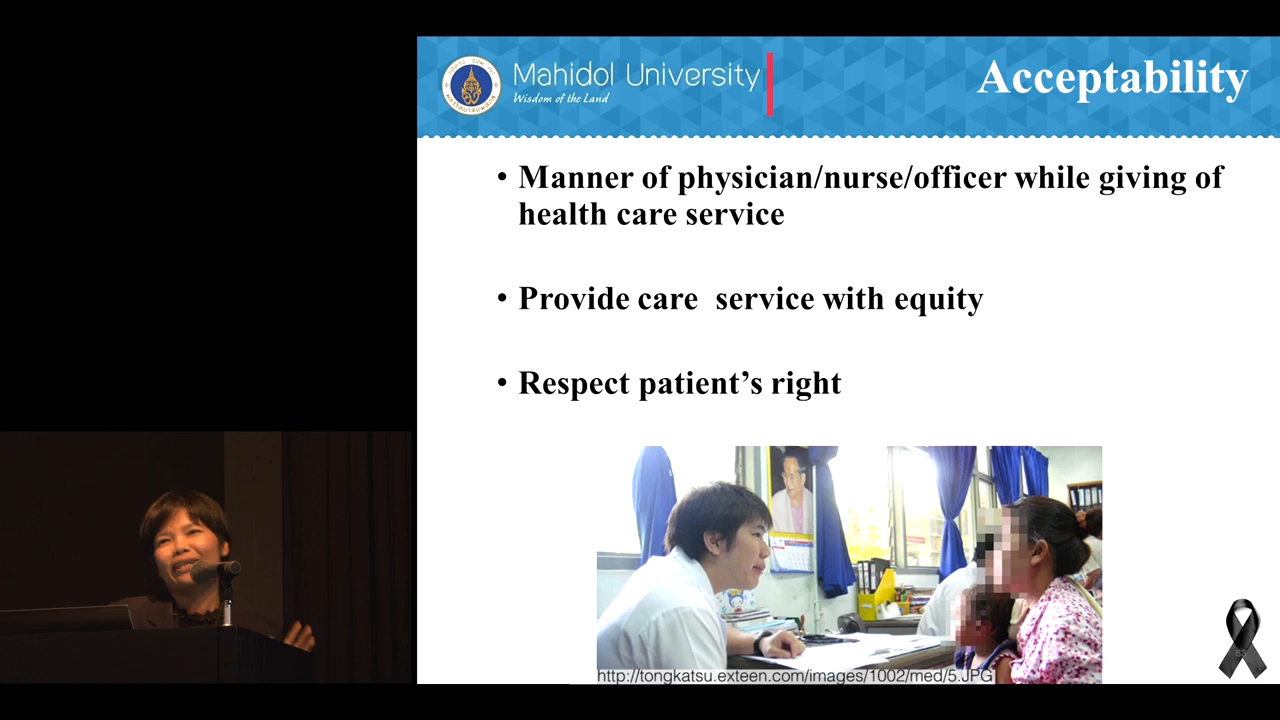 Mahidol University
Wisdom of the Land
Acceptability
• Manner of physician/nurse/officer while giving of
health care service
• Provide care service with equity
• Respect patient’s right
http://tongkatsu.exteen.com/images/1002/med/5.JPG
63